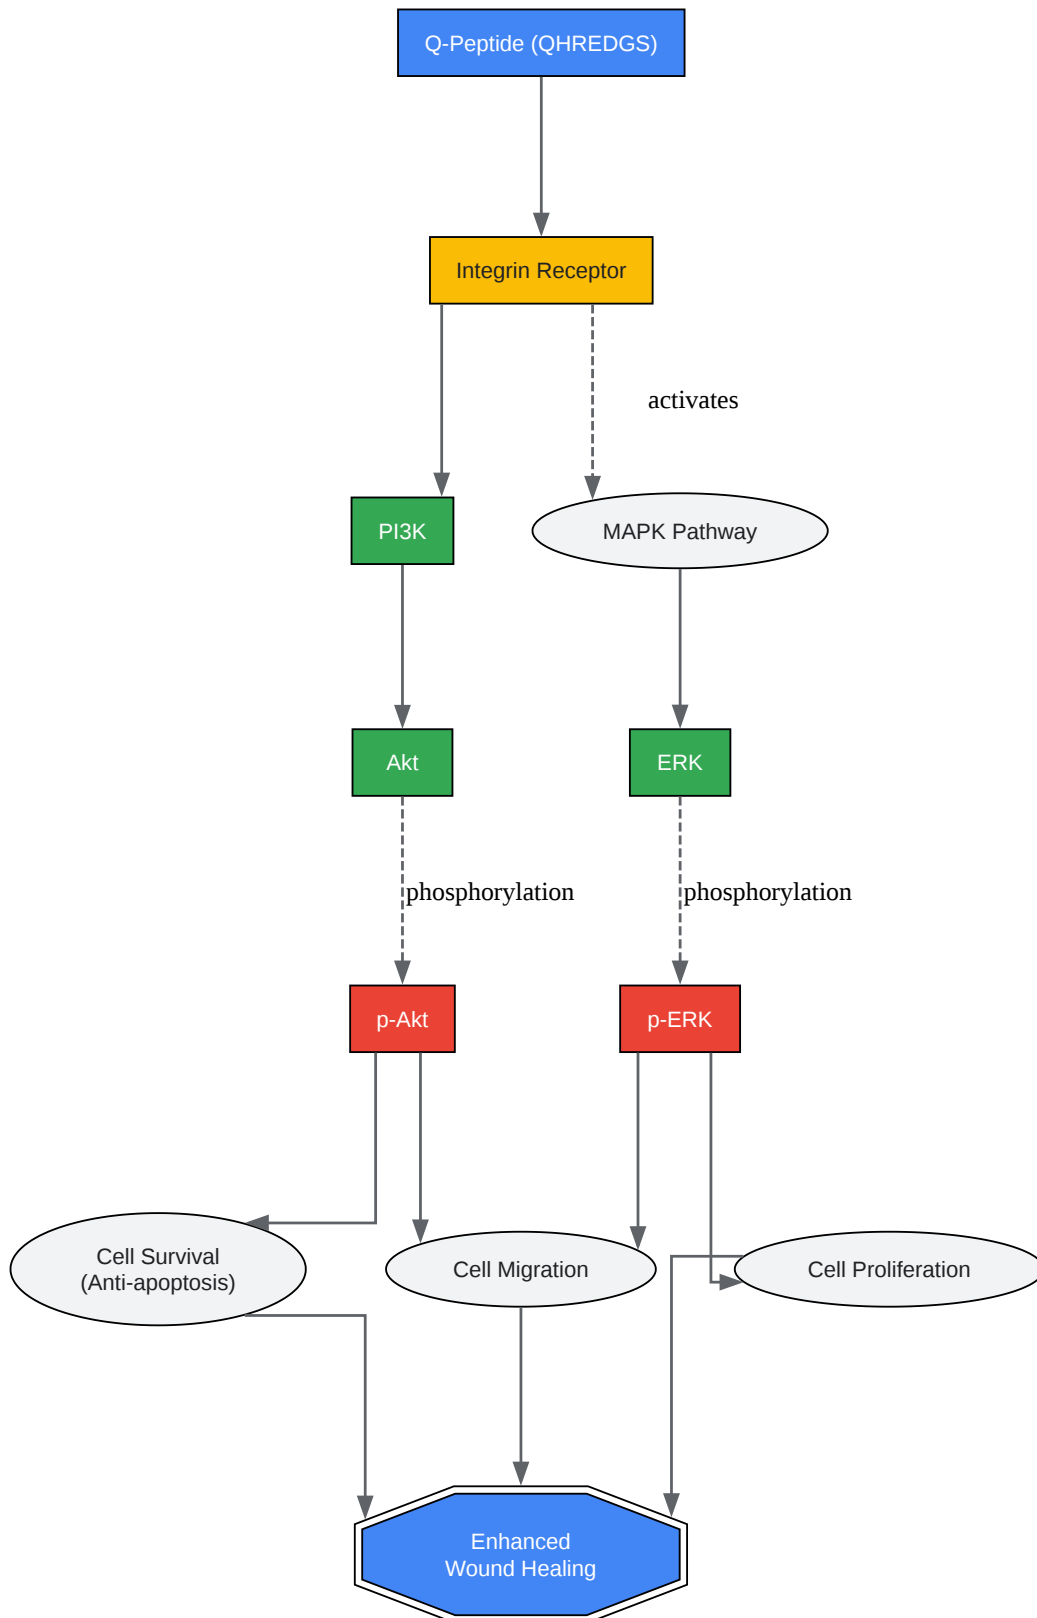 Q-Peptide (QHREDGS)
Integrin Receptor
activates
PI3K
MAPK Pathway
Akt
ERK
phosphorylation
phosphorylation
p-Akt
p-ERK
Cell Survival
(Anti-apoptosis)
Cell Migration
Cell Proliferation
Enhanced
Wound Healing